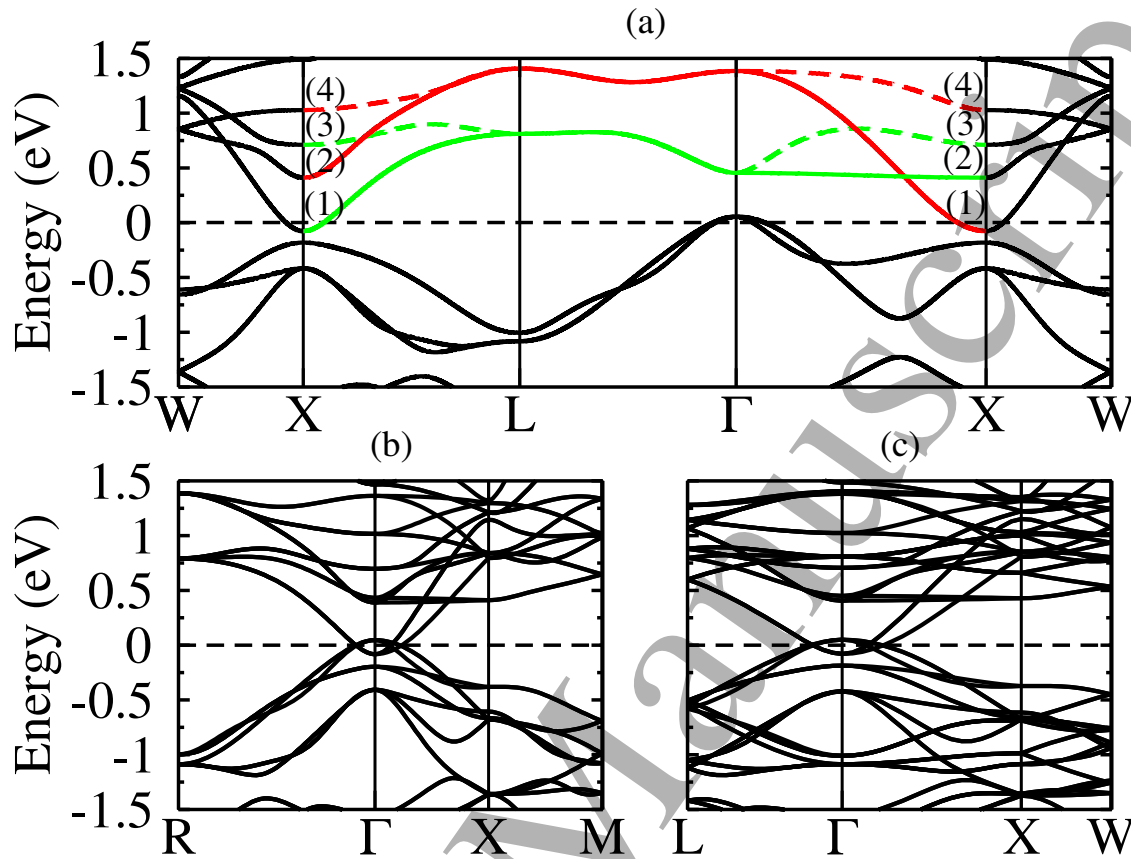 (a)
1.5
1
0.5
0
-0.5
-1
-1.5
Energy (eV)
(4)
(3)
(2)
(1)
(4)
(3)
(2)
(1)
W X L Γ X W
(b)
1.5
1
0.5
0
-0.5
-1
-1.5
Energy (eV)
R Γ X M
(c)
L Γ X W
Manuscrip